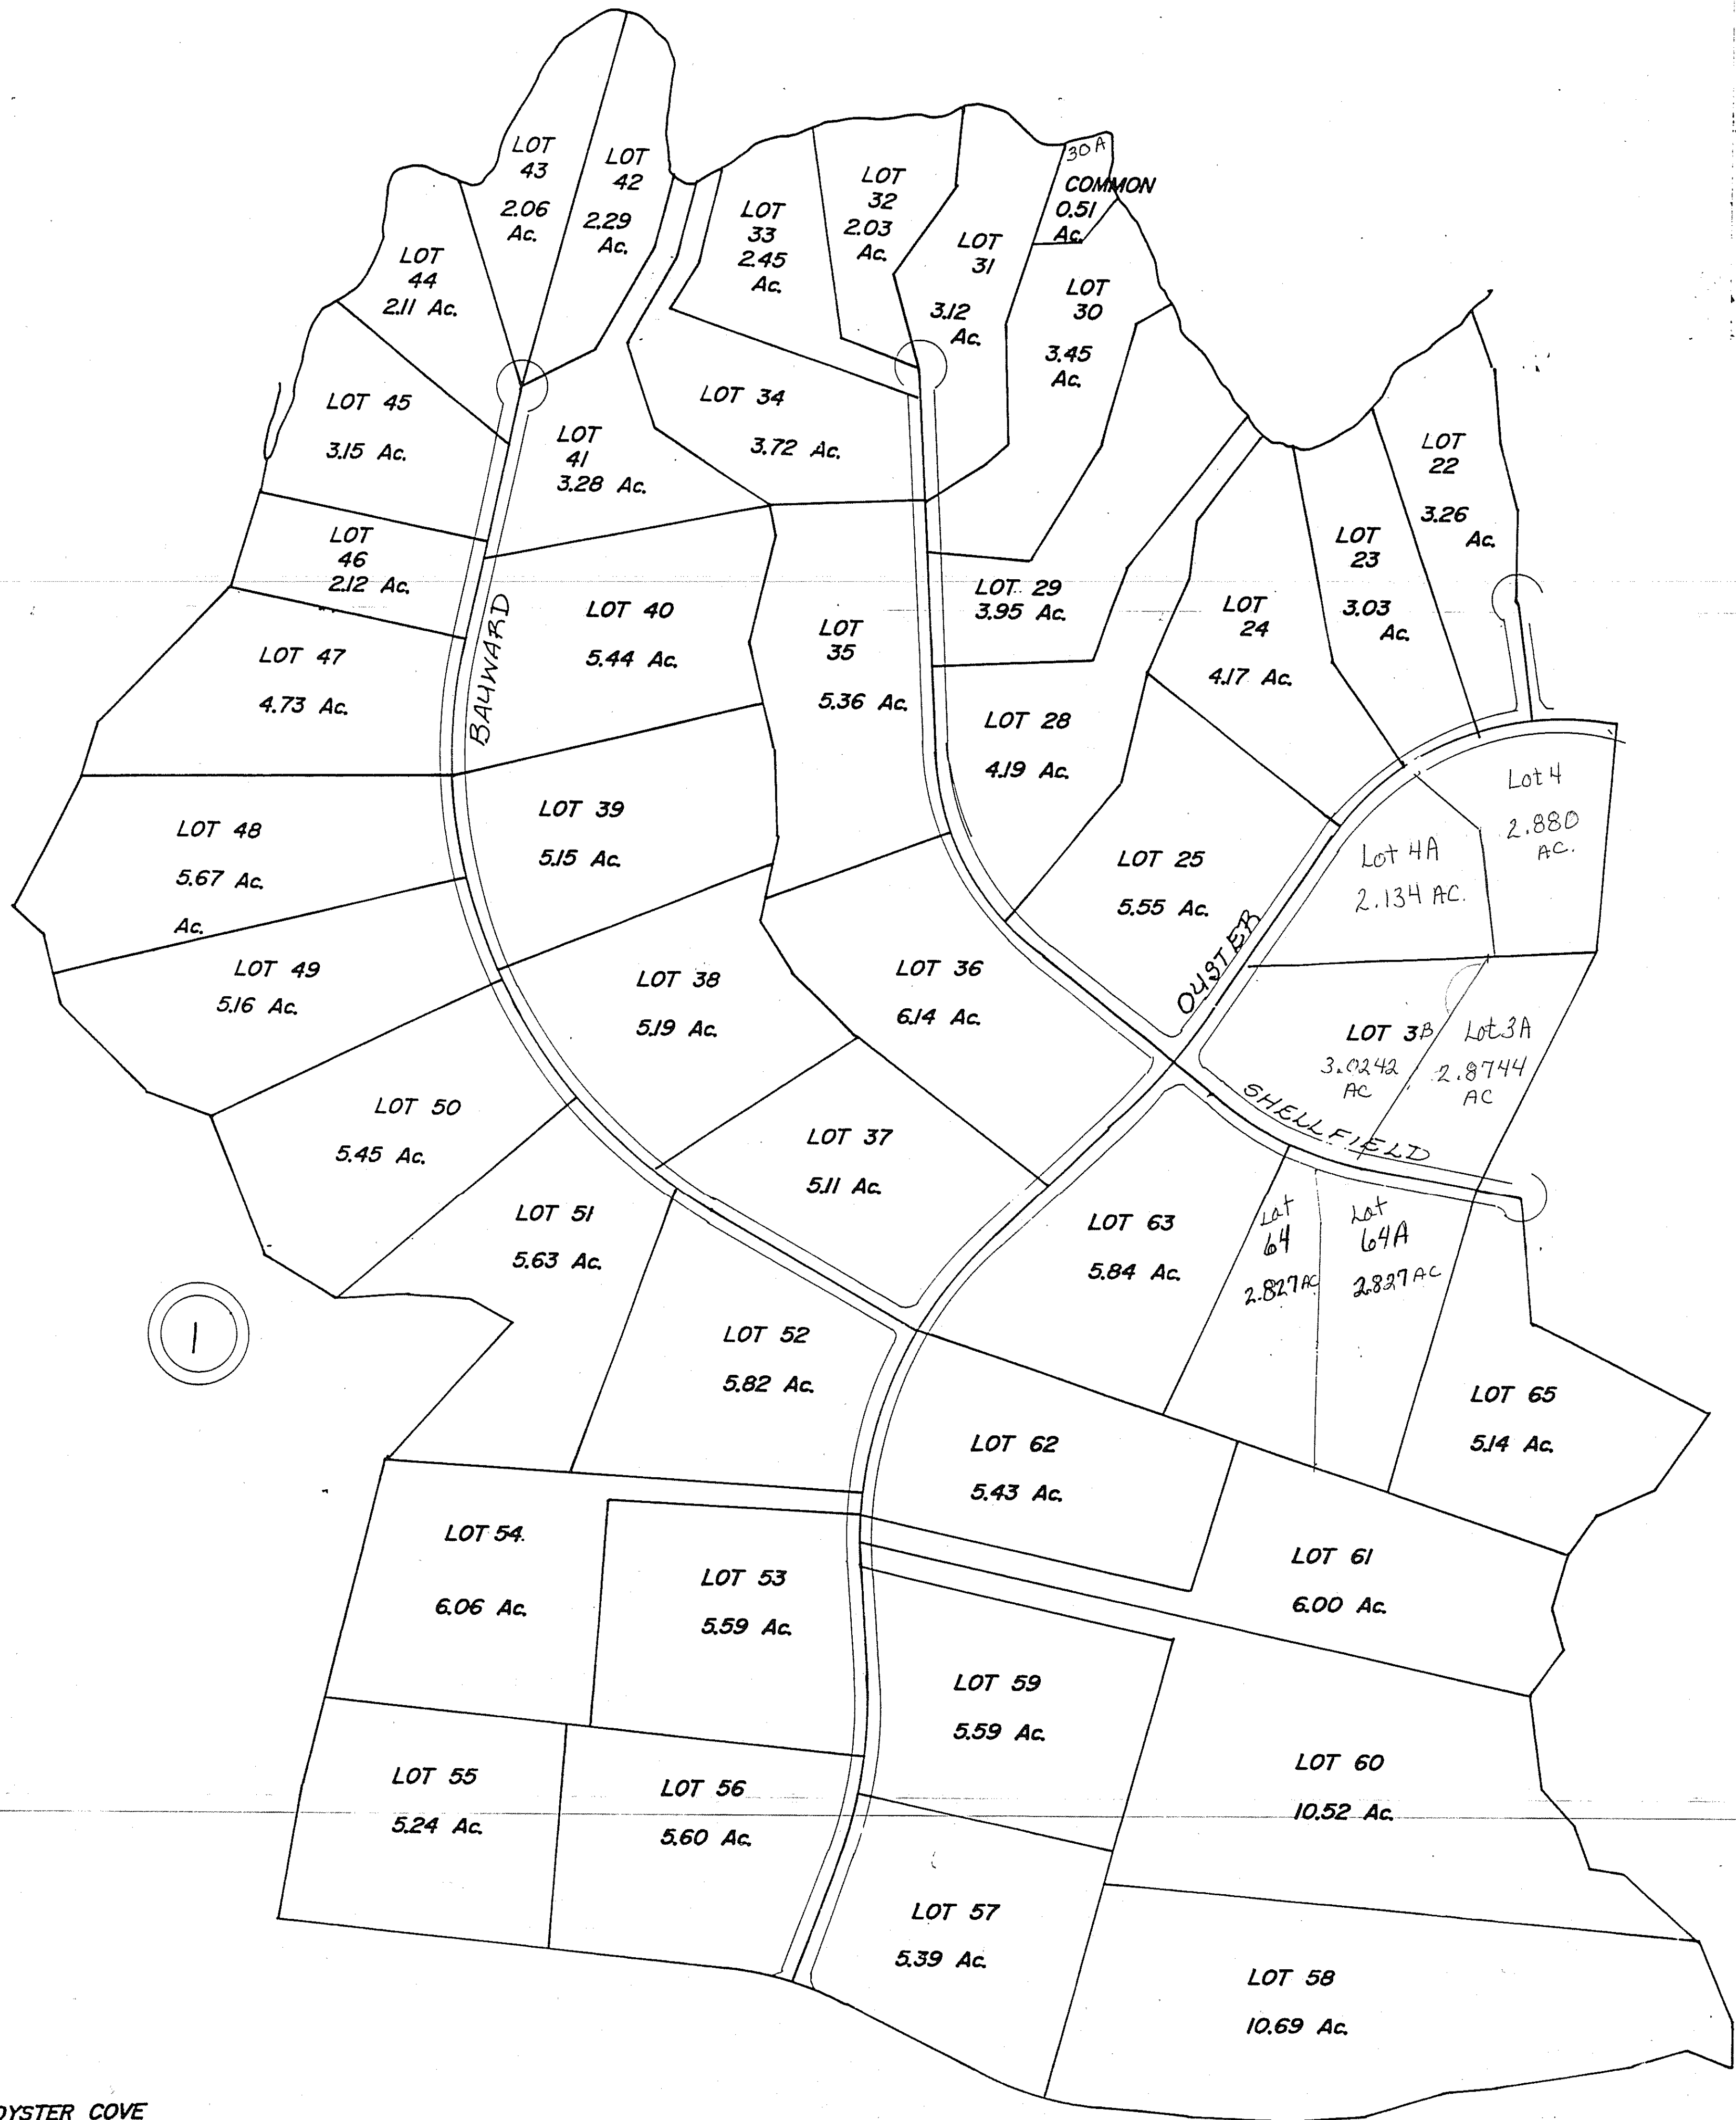 LOT
43
2.06
Ac.
LOT
42
2.29
Ac.
LOT
44
2.11 Ac.
LOT
33
2.45
Ac.
LOT
32
2.03
Ac.
LOT
31
3.12
Ac.
30A
COMMON
0.51
Ac.
LOT
30
3.45
Ac.
LOT 45
3.15 Ac.
LOT
41
3.28 Ac.
LOT 34
3.72 Ac.
LOT
22
3.26
Ac.
LOT
23
3.03
Ac.
LOT
46
2.12 Ac.
LOT 29
3.95 Ac.
LOT
24
4.17 Ac.
LOT 47
4.73 Ac.
BAYWARD
LOT 40
5.44 Ac.
LOT
35
5.36 Ac.
LOT 28
4.19 Ac.
Lot 4
2.880
AC.
Lot 4A
2.134 AC.
LOT 48
5.67 Ac.
Ac.
LOT 39
5.15 Ac.
LOT 25
5.55 Ac.
OYSTER
LOT 49
5.16 Ac.
LOT 38
5.19 Ac.
LOT 36
6.14 Ac.
LOT 3B
3.0242
AC
Lot 3A
2.8744
AC
SHELLFIELD
LOT 50
5.45 Ac.
LOT 37
5.11 Ac.
LOT 51
5.63 Ac.
LOT 63
5.84 Ac.
Lot
64
2.827 AC
Lot
64A
2.827 AC
1
LOT 52
5.82 Ac.
LOT 65
5.14 Ac.
LOT 62
5.43 Ac.
LOT 54.
6.06 Ac.
LOT 53
5.59 Ac.
LOT 61
6.00 Ac.
LOT 59
5.59 Ac.
LOT 60
10.52 Ac.
LOT 55
5.24 Ac.
LOT 56
5.60 Ac.
LOT 57
5.39 Ac.
LOT 58
10.69 Ac.
OYSTER COVE